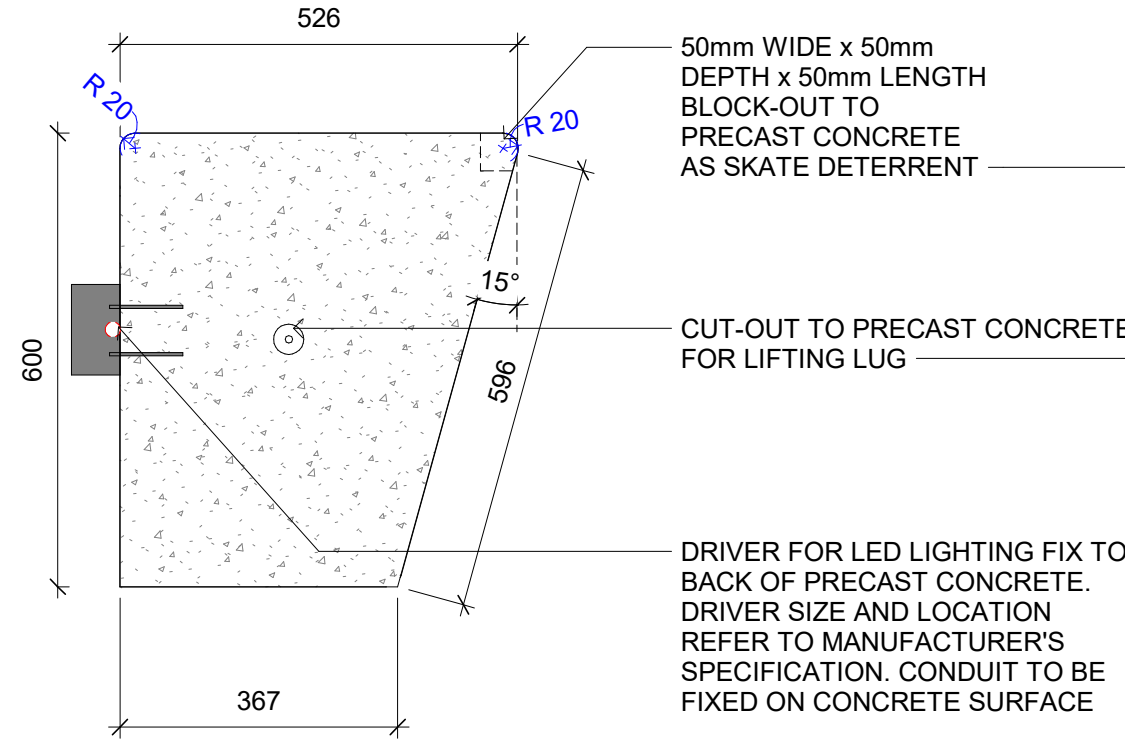 526
R 20
R 20
50mm WIDE x 50mm
DEPTH x 50mm LENGTH
BLOCK-OUT TO
PRECAST CONCRETE
AS SKATE DETERRENT
15°
600
596
CUT-OUT TO PRECAST CONCRETE
FOR LIFTING LUG
DRIVER FOR LED LIGHTING FIX TO
BACK OF PRECAST CONCRETE.
DRIVER SIZE AND LOCATION
REFER TO MANUFACTURER'S
SPECIFICATION. CONDUIT TO BE
FIXED ON CONCRETE SURFACE
367